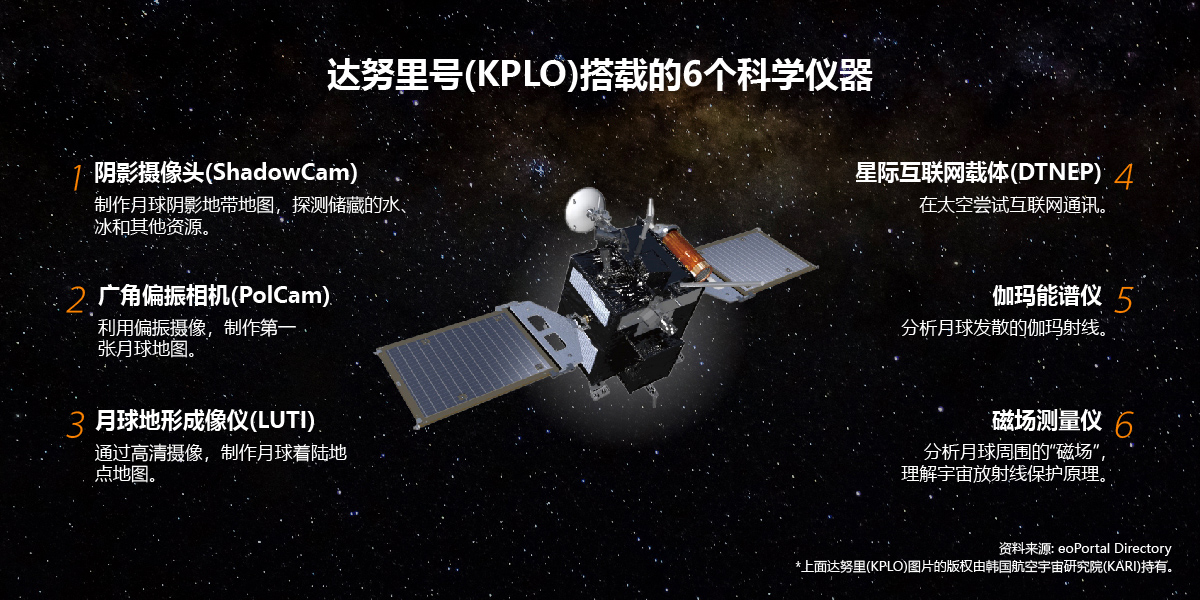 达努里号(KPLO)搭载的6个科学仪器
1 阴影摄像头(ShadowCam)
制作月球阴影地带地图，探测储藏的水、
冰和其他资源。
2 广角偏振相机(PolCam)
利用偏振摄像，制作第一
张月球地图。
3 月球地形成像仪(LUTI)
通过高清摄像，制作月球着陆地
点地图。
星际互联网载体(DTNEP) 4
在太空尝试互联网通讯。
伽玛能谱仪 5
分析月球发散的伽玛射线。
磁场测量仪 6
分析月球周围的“磁场”，
理解宇宙放射线保护原理。
资料来源: eoPortal Directory
*上面达努里(KPLO)图片的版权由韩国航空宇宙研究院(KARI)持有。